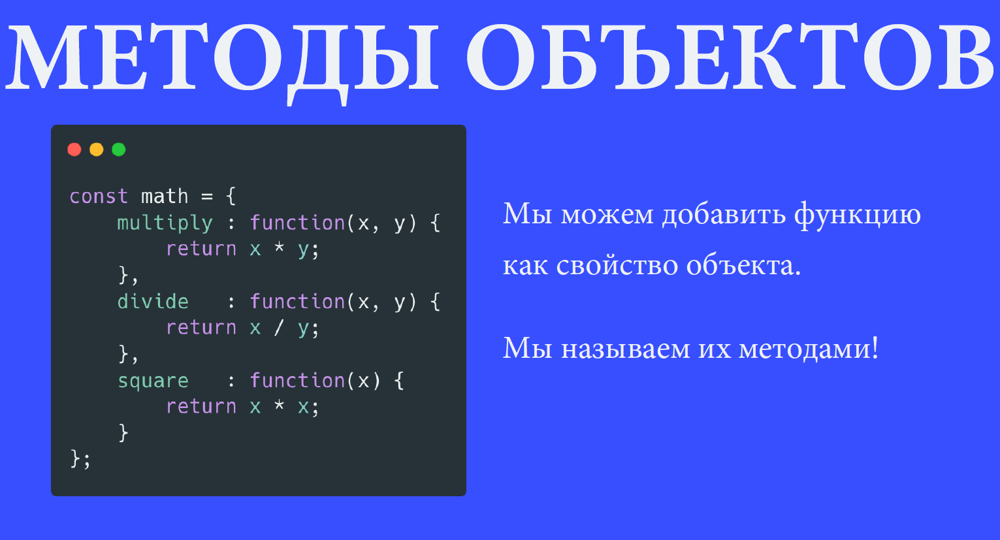 МЕТОДЫ ОБЪЕКТОВ
const math = {
    multiply : function(x, y) {
        return x * y;
    },
    divide   : function(x, y) {
        return x / y;
    },
    square   : function(x) {
        return x * x;
    }
};
Мы можем добавить функцию
как свойство объекта.
Мы называем их методами!